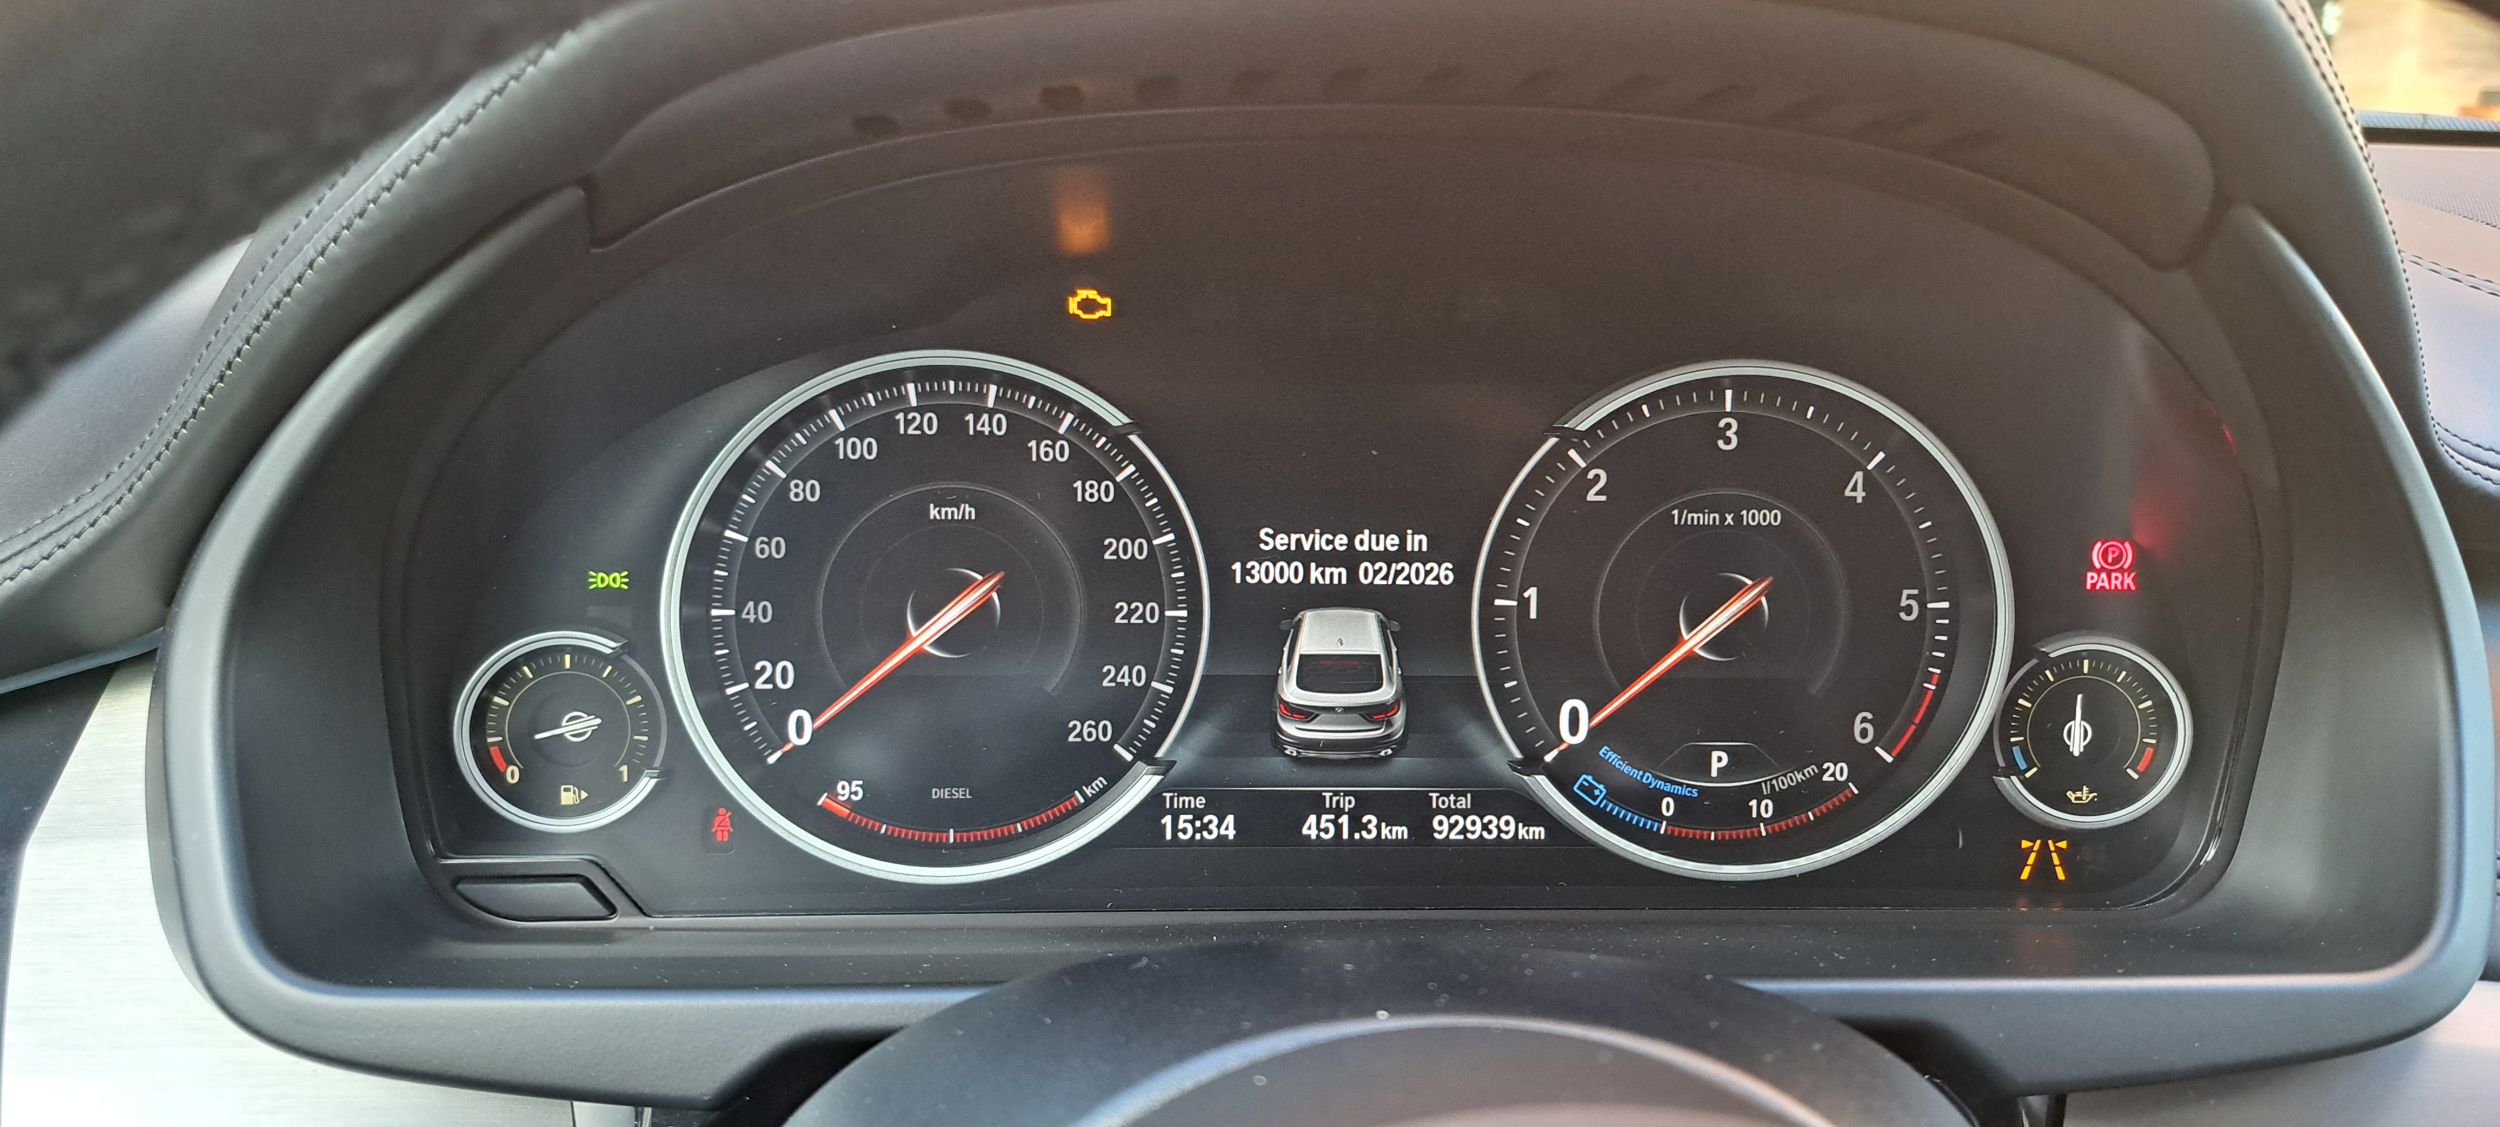 km/h
0
20
40
60
80
100
120
140
160
180
200
220
240
260
DIESEL
95
km
0
1
Service due in
13000 km 02/2026
Time
Trip
Total
15:34
451.3 km
92939 km
1/min x 1000
0
1
2
3
4
5
6
P
Efficient Dynamics
0
10
20
l/100km
P
PARK